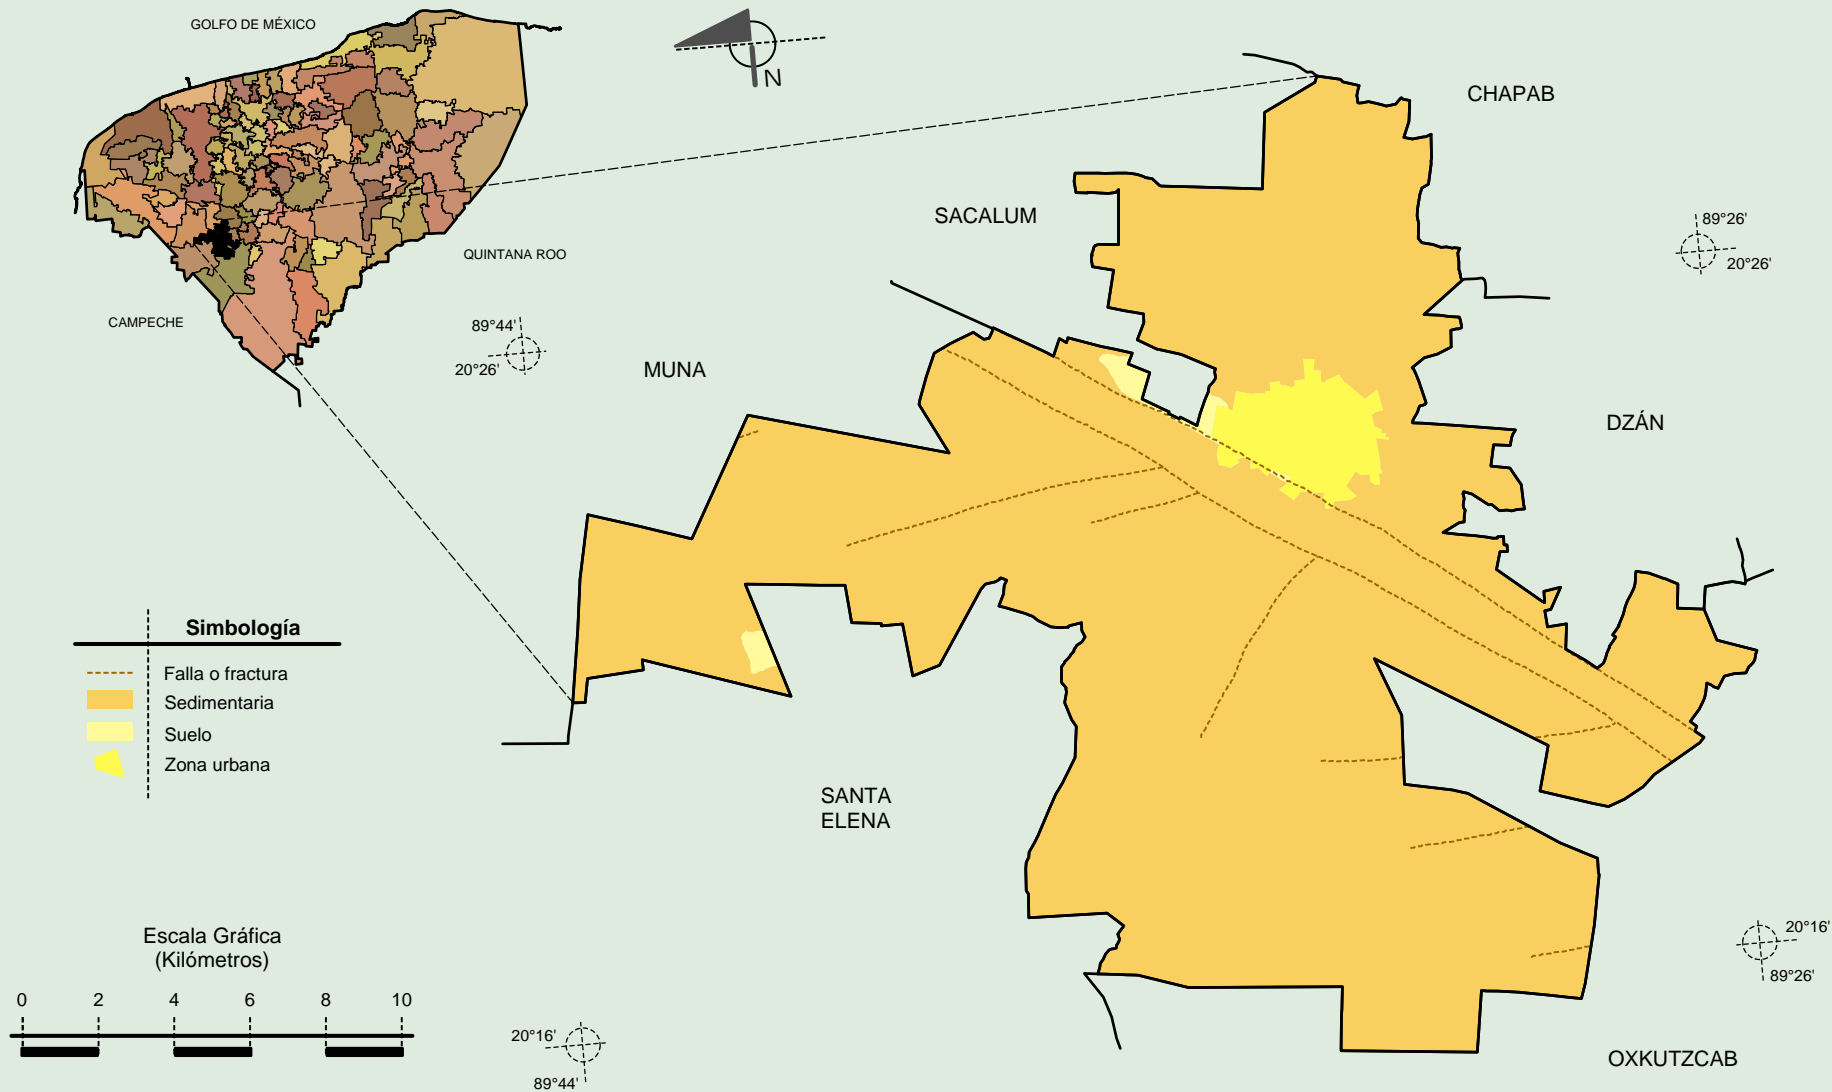 GOLFO DE MÉXICO
N
CHAPAB
SACALUM
89°26'
20°26'
QUINTANA ROO
CAMPECHE
89°44'
20°26'
MUNA
DZÁN
Simbología
Falla o fractura
Sedimentaria
Suelo
Zona urbana
SANTA
ELENA
Escala Gráfica
(Kilómetros)
0 2 4 6 8 10
20°16'
89°26'
20°16'
89°44'
OXKUTZCAB